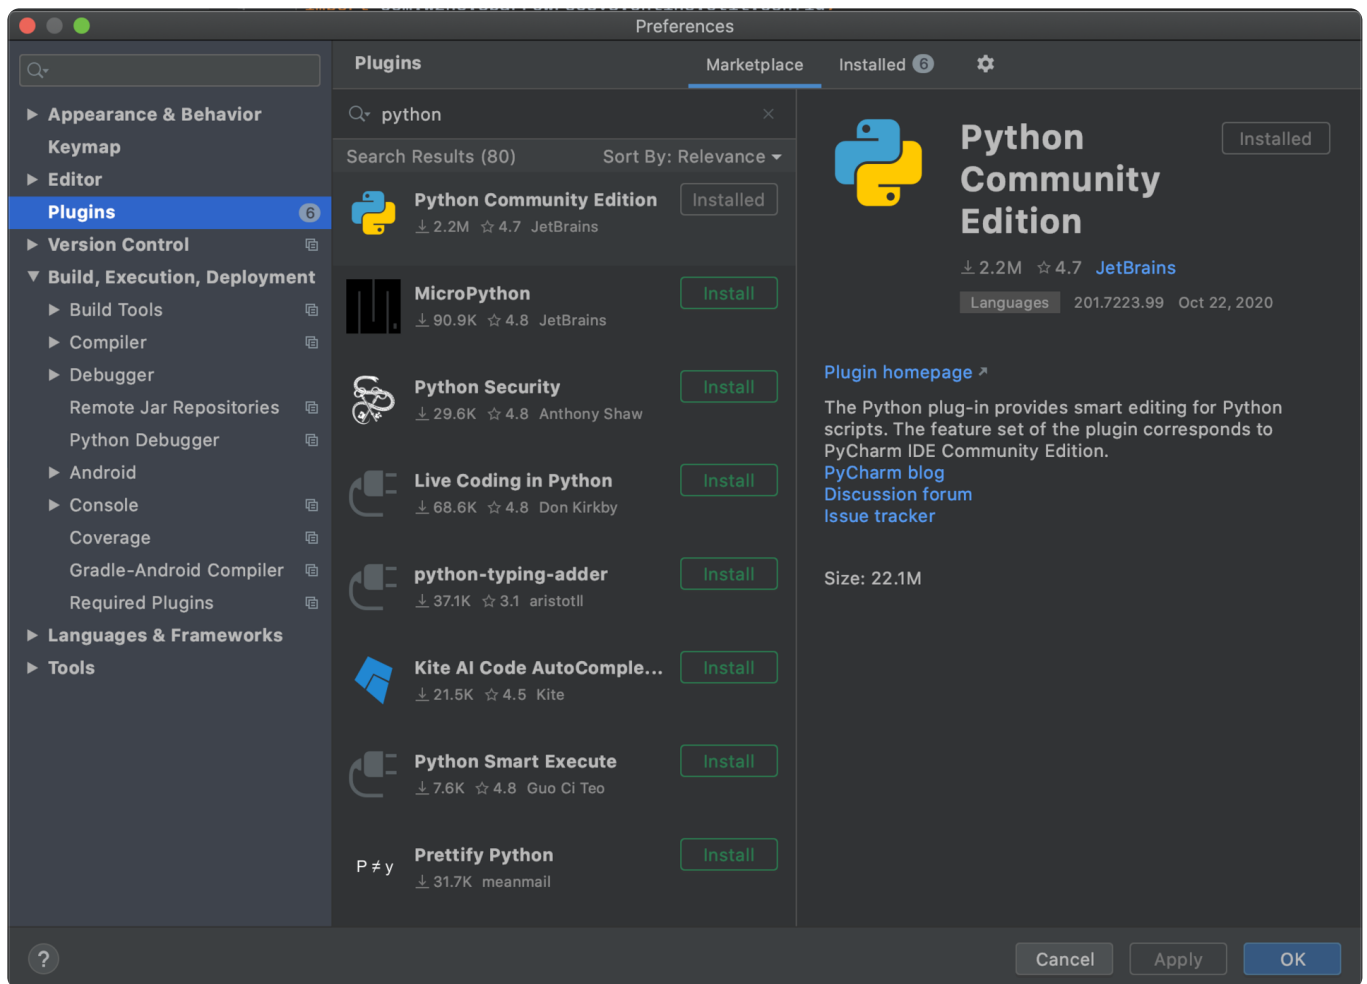 Preferences
Appearance & Behavior
Keymap
Editor
Plugins 6
Version Control
Build, Execution, Deployment
Build Tools
Compiler
Debugger
Remote Jar Repositories
Python Debugger
Android
Console
Coverage
Gradle-Android Compiler
Required Plugins
Languages & Frameworks
Tools
Plugins
Marketplace
Installed 6
python
Search Results (80) Sort By: Relevance
Python Community Edition Installed
2.2M 4.7 JetBrains
MicroPython Install
90.9K 4.8 JetBrains
Python Security Install
29.6K 4.8 Anthony Shaw
Live Coding in Python Install
68.6K 4.8 Don Kirkby
python-typing-adder Install
37.1K 3.1 aristotll
Kite AI Code AutoComple... Install
21.5K 4.5 Kite
Python Smart Execute Install
7.6K 4.8 Guo Ci Teo
P ≠ y
Prettify Python Install
31.7K meanmail
Python
Community
Edition
Installed
2.2M 4.7 JetBrains
Languages 201.7223.99 Oct 22, 2020
Plugin homepage
The Python plug-in provides smart editing for Python
scripts. The feature set of the plugin corresponds to
PyCharm IDE Community Edition.
PyCharm blog
Discussion forum
Issue tracker
Size: 22.1M
?
Cancel Apply OK